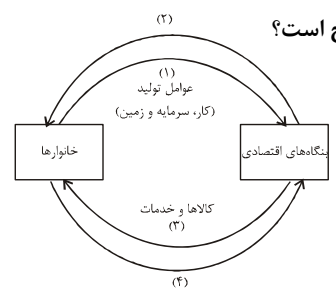 ح است؟
(۲)
(۱)
عوامل تولید
(کار، سرمایه و زمین)
بنگاه‌های اقتصادی
خانوارها
کالاها و خدمات
(۳)
(۴)